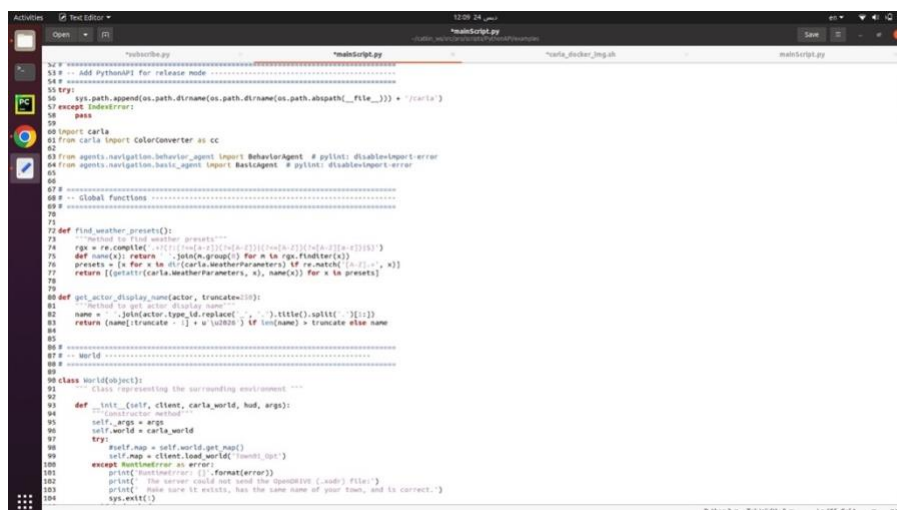 Activities Text Editor
12:09 24 ديسمبر
en
Open
*mainScript.py
Save
*subscribe.py
*mainScript.py
*carla_docker_img.sh
mainScript.py
52 # ==============================================================================
53 # -- Add PythonAPI for release mode --------------------------------------------
54 # ==============================================================================
55 try:
56     sys.path.append(os.path.dirname(os.path.dirname(os.path.abspath(__file__))) + '/carla')
57 except IndexError:
58     pass
59
60 import carla
61 from carla import ColorConverter as cc
62
63 from agents.navigation.behavior_agent import BehaviorAgent  # pylint: disable=import-error
64 from agents.navigation.basic_agent import BasicAgent  # pylint: disable=import-error
65
66
67 # ==============================================================================
68 # -- Global functions ----------------------------------------------------------
69 # ==============================================================================
70
71
72 def find_weather_presets():
73     """Method to find weather presets"""
74     rgx = re.compile('.+?(?:(?<=[a-z])(?=[A-Z])|(?<=[A-Z])(?=[A-Z][a-z])|$)')
75     def name(x): return ' '.join(m.group(0) for m in rgx.finditer(x))
76     presets = [x for x in dir(carla.WeatherParameters) if re.match('[A-Z].+', x)]
77     return [(getattr(carla.WeatherParameters, x), name(x)) for x in presets]
78
79
80 def get_actor_display_name(actor, truncate=250):
81     """Method to get actor display name"""
82     name = ' '.join(actor.type_id.replace('_', '.').title().split('.')[1:])
83     return (name[:truncate - 1] + u'\u2026') if len(name) > truncate else name
84
85
86 # ==============================================================================
87 # -- World ---------------------------------------------------------------
88 # ==============================================================================
89
90 class World(object):
91     """ Class representing the surrounding environment """
92
93     def __init__(self, client, carla_world, hud, args):
94         """Constructor method"""
95         self._args = args
96         self.world = carla_world
97         try:
98             #self.map = self.world.get_map()
99             self.map = client.load_world('Town01_Opt')
100         except RuntimeError as error:
101             print('RuntimeError: {}'.format(error))
102             print('  The server could not send the OpenDRIVE (.xodr) file:')
103             print('  Make sure it exists, has the same name of your town, and is correct.')
104             sys.exit(1)